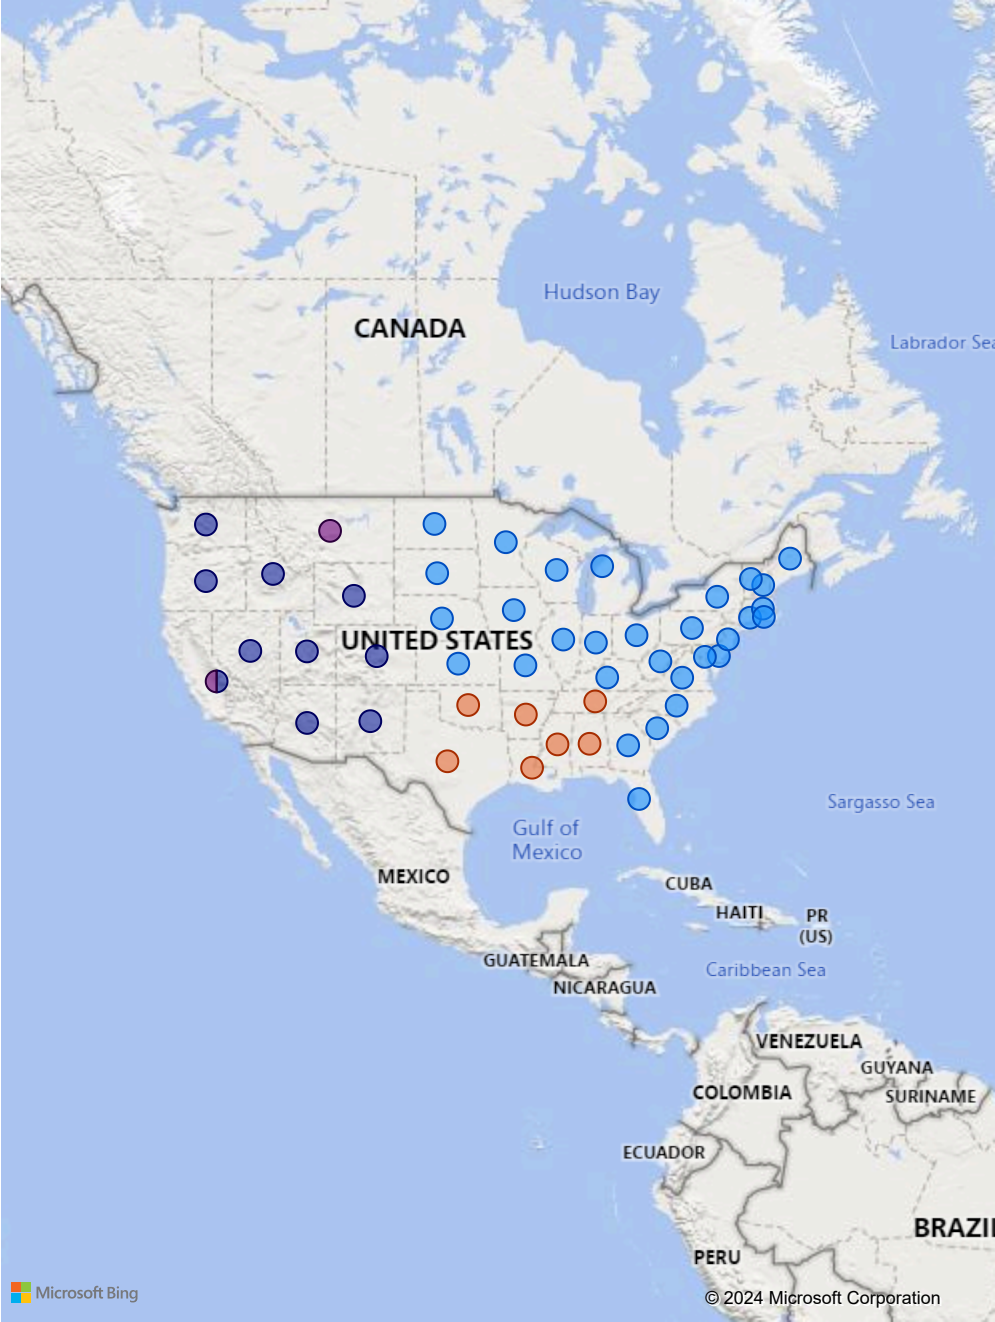 Hudson Bay
CANADA
Labrador Sea
UNITED STATES
Sargasso Sea
Gulf of
Mexico
MEXICO
CUBA
HAITI
PR
(US)
GUATEMALA
Caribbean Sea
NICARAGUA
VENEZUELA
GUYANA
COLOMBIA
SURINAME
ECUADOR
BRAZI
PERU
Microsoft Bing
© 2024 Microsoft Corporation